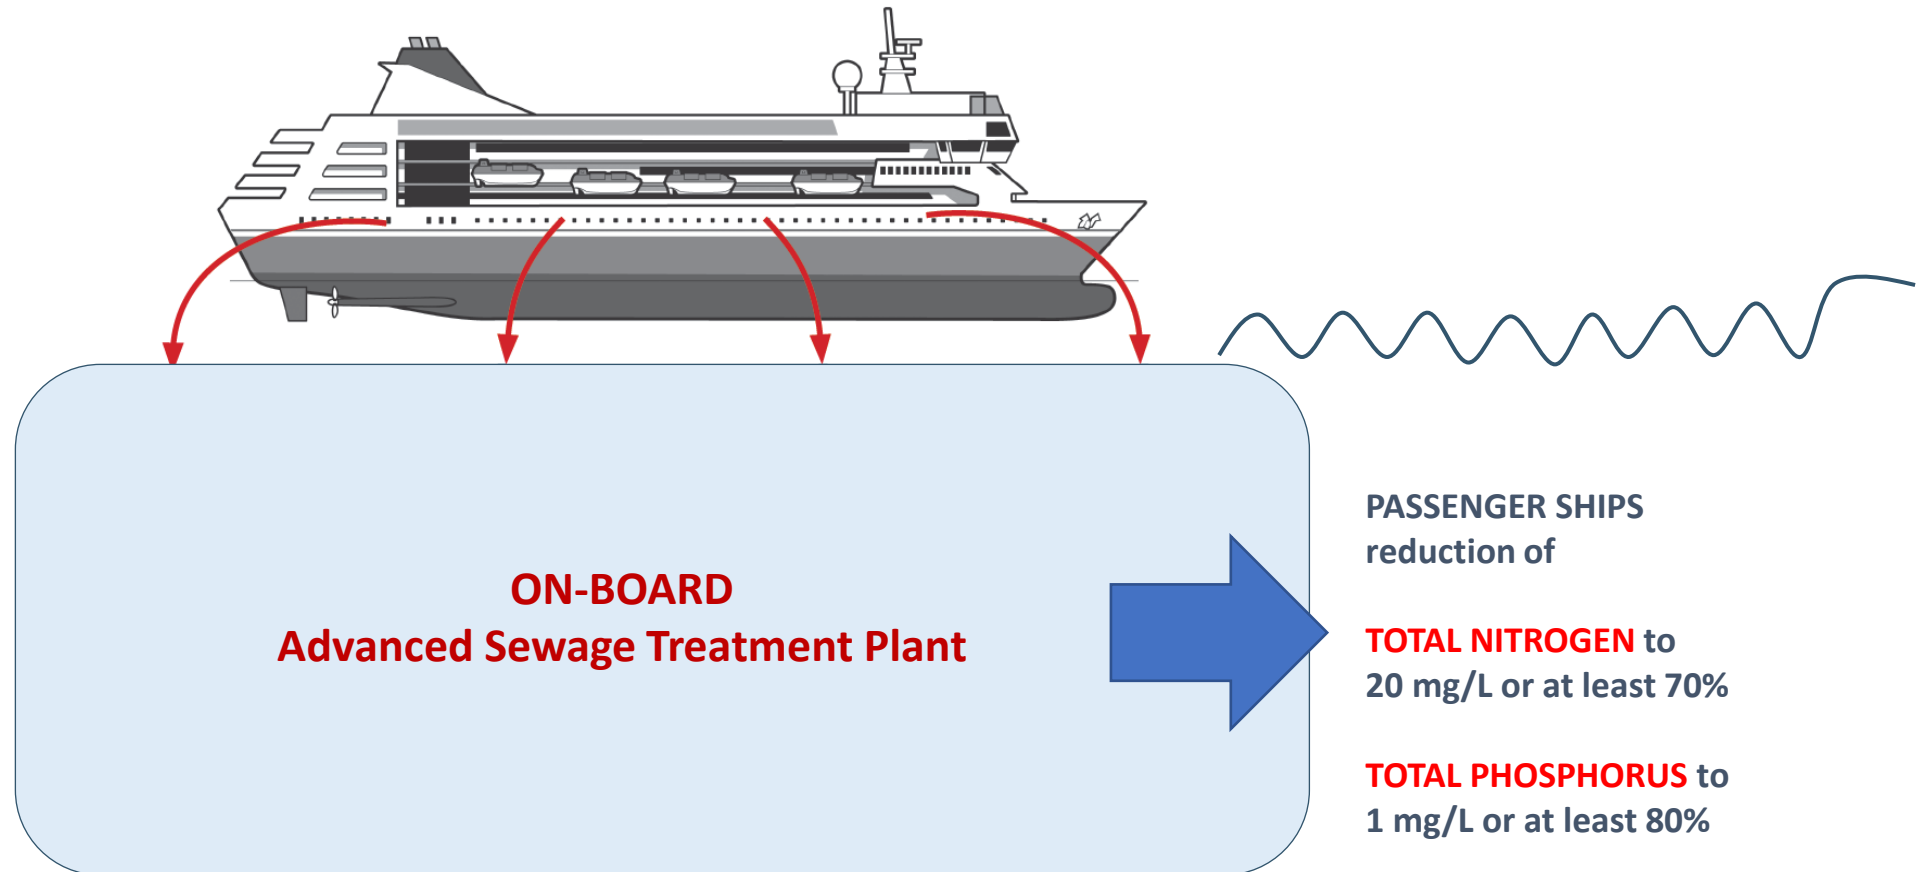 ON-BOARD
Advanced Sewage Treatment Plant
PASSENGER SHIPS
reduction of
TOTAL NITROGEN to
20 mg/L or at least 70%
TOTAL PHOSPHORUS to
1 mg/L or at least 80%